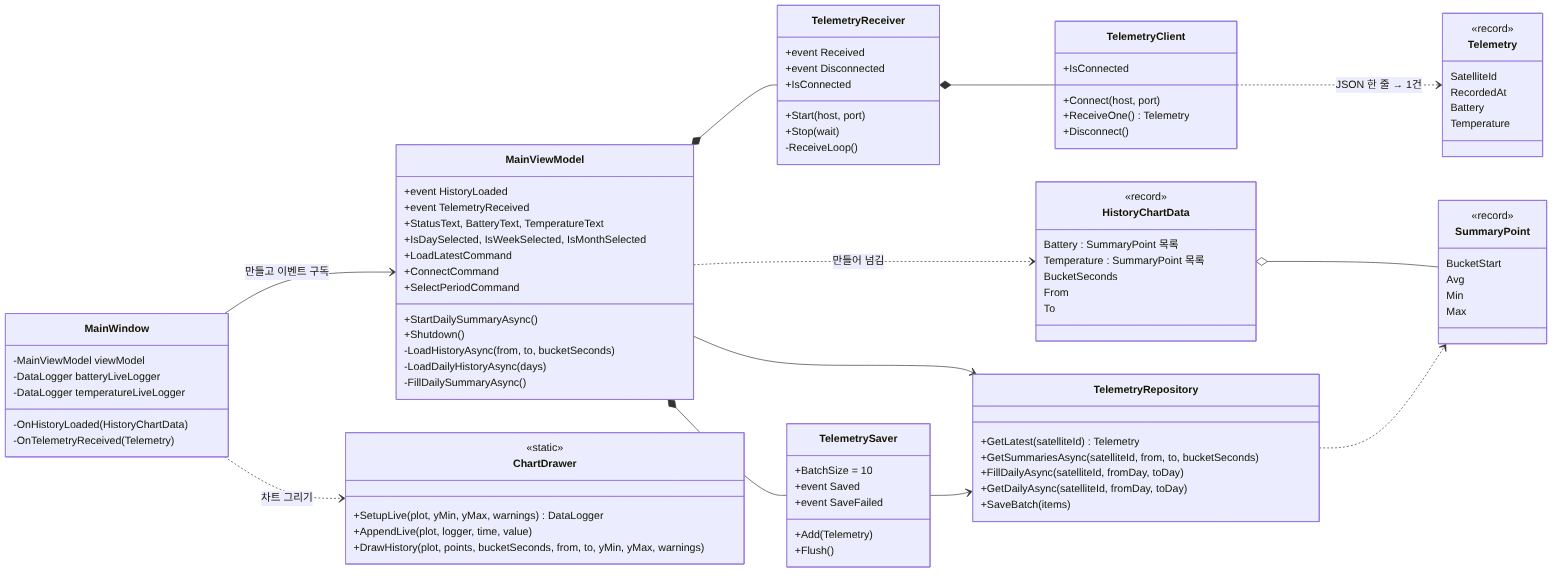 MainWindow
-MainViewModel viewModel
-DataLogger batteryLiveLogger
-DataLogger temperatureLiveLogger
-OnHistoryLoaded(HistoryChartData)
-OnTelemetryReceived(Telemetry)
만들고 이벤트 구독
차트 그리기
MainViewModel
+event HistoryLoaded
+event TelemetryReceived
+StatusText, BatteryText, TemperatureText
+IsDaySelected, IsWeekSelected, IsMonthSelected
+LoadLatestCommand
+ConnectCommand
+SelectPeriodCommand
+StartDailySummaryAsync()
+Shutdown()
-LoadHistoryAsync(from, to, bucketSeconds)
-LoadDailyHistoryAsync(days)
-FillDailySummaryAsync()
«static»
ChartDrawer
+SetupLive(plot, yMin, yMax, warnings) : DataLogger
+AppendLive(plot, logger, time, value)
+DrawHistory(plot, points, bucketSeconds, from, to, yMin, yMax, warnings)
TelemetryReceiver
+event Received
+event Disconnected
+IsConnected
+Start(host, port)
+Stop(wait)
-ReceiveLoop()
만들어 넘김
TelemetrySaver
+BatchSize = 10
+event Saved
+event SaveFailed
+Add(Telemetry)
+Flush()
TelemetryClient
+IsConnected
+Connect(host, port)
+ReceiveOne() : Telemetry
+Disconnect()
«record»
HistoryChartData
Battery : SummaryPoint 목록
Temperature : SummaryPoint 목록
BucketSeconds
From
To
TelemetryRepository
+GetLatest(satelliteId) : Telemetry
+GetSummariesAsync(satelliteId, from, to, bucketSeconds)
+FillDailyAsync(satelliteId, fromDay, toDay)
+GetDailyAsync(satelliteId, fromDay, toDay)
+SaveBatch(items)
JSON 한 줄 → 1건
«record»
Telemetry
SatelliteId
RecordedAt
Battery
Temperature
«record»
SummaryPoint
BucketStart
Avg
Min
Max